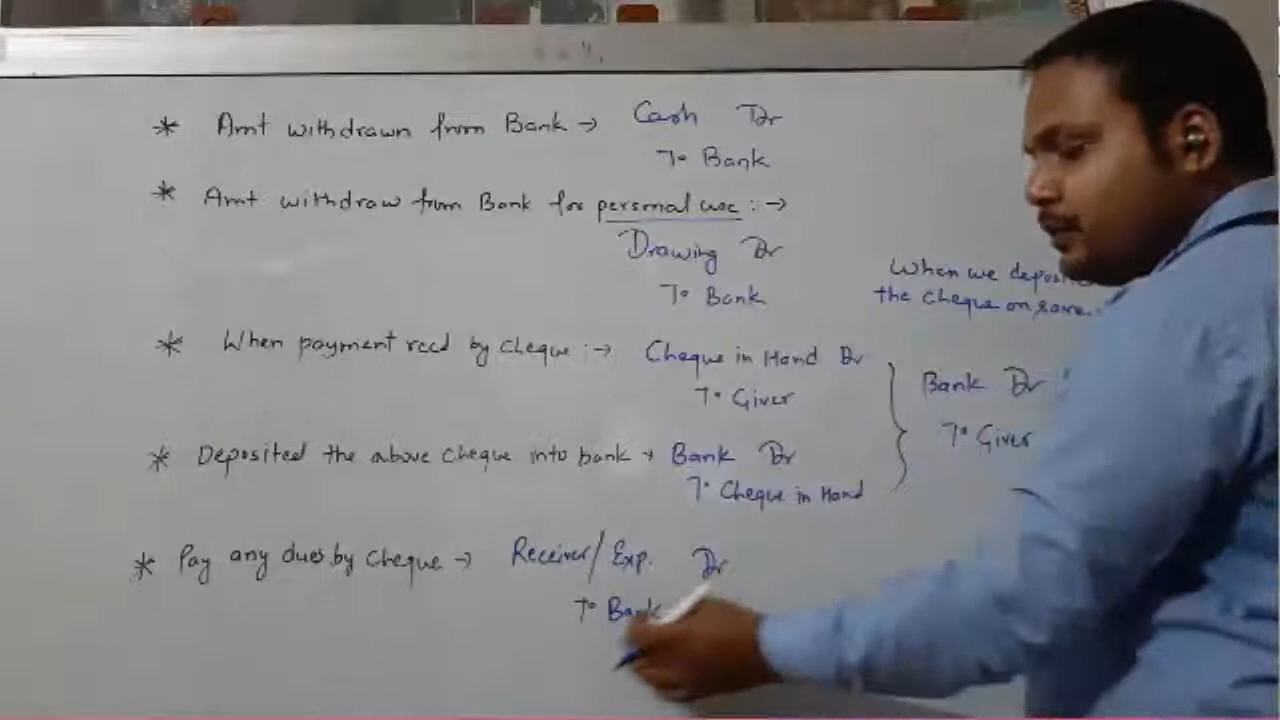 * Amt withdrawn from Bank → Cash Dr
To Bank
* Amt withdraw from Bank for personal use :→
Drawing Dr
To Bank
When we deposit
the cheque on same
* When payment recd by cheque :→ Cheque in Hand Dr
To Giver
Bank Dr
To Giver
* Deposited the above cheque into bank → Bank Dr
To Cheque in Hand
* Pay any dues by cheque → Receiver/Exp. Dr
To Bank